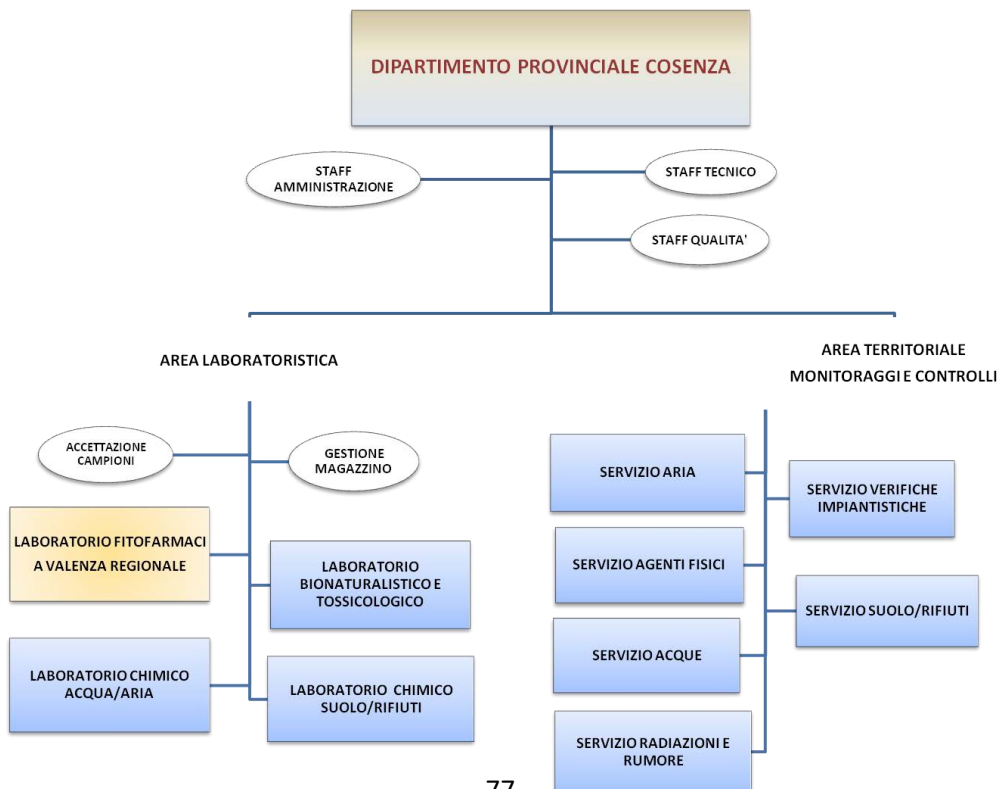 DIPARTIMENTO PROVINCIALE COSENZA
STAFF
AMMINISTRAZIONE
STAFF TECNICO
STAFF QUALITA'
AREA LABORATORISTICA
ACCETTAZIONE
CAMPIONI
GESTIONE
MAGAZZINO
LABORATORIO FITOFARMACI
A VALENZA REGIONALE
LABORATORIO
BIONATURALISTICO E
TOSSICOLOGICO
LABORATORIO CHIMICO
ACQUA/ARIA
LABORATORIO CHIMICO
SUOLO/RIFIUTI
AREA TERRITORIALE
MONITORAGGI E CONTROLLI
SERVIZIO ARIA
SERVIZIO VERIFICHE
IMPIANTISTICHE
SERVIZIO AGENTI FISICI
SERVIZIO SUOLO/RIFIUTI
SERVIZIO ACQUE
SERVIZIO RADIAZIONI E
RUMORE
77